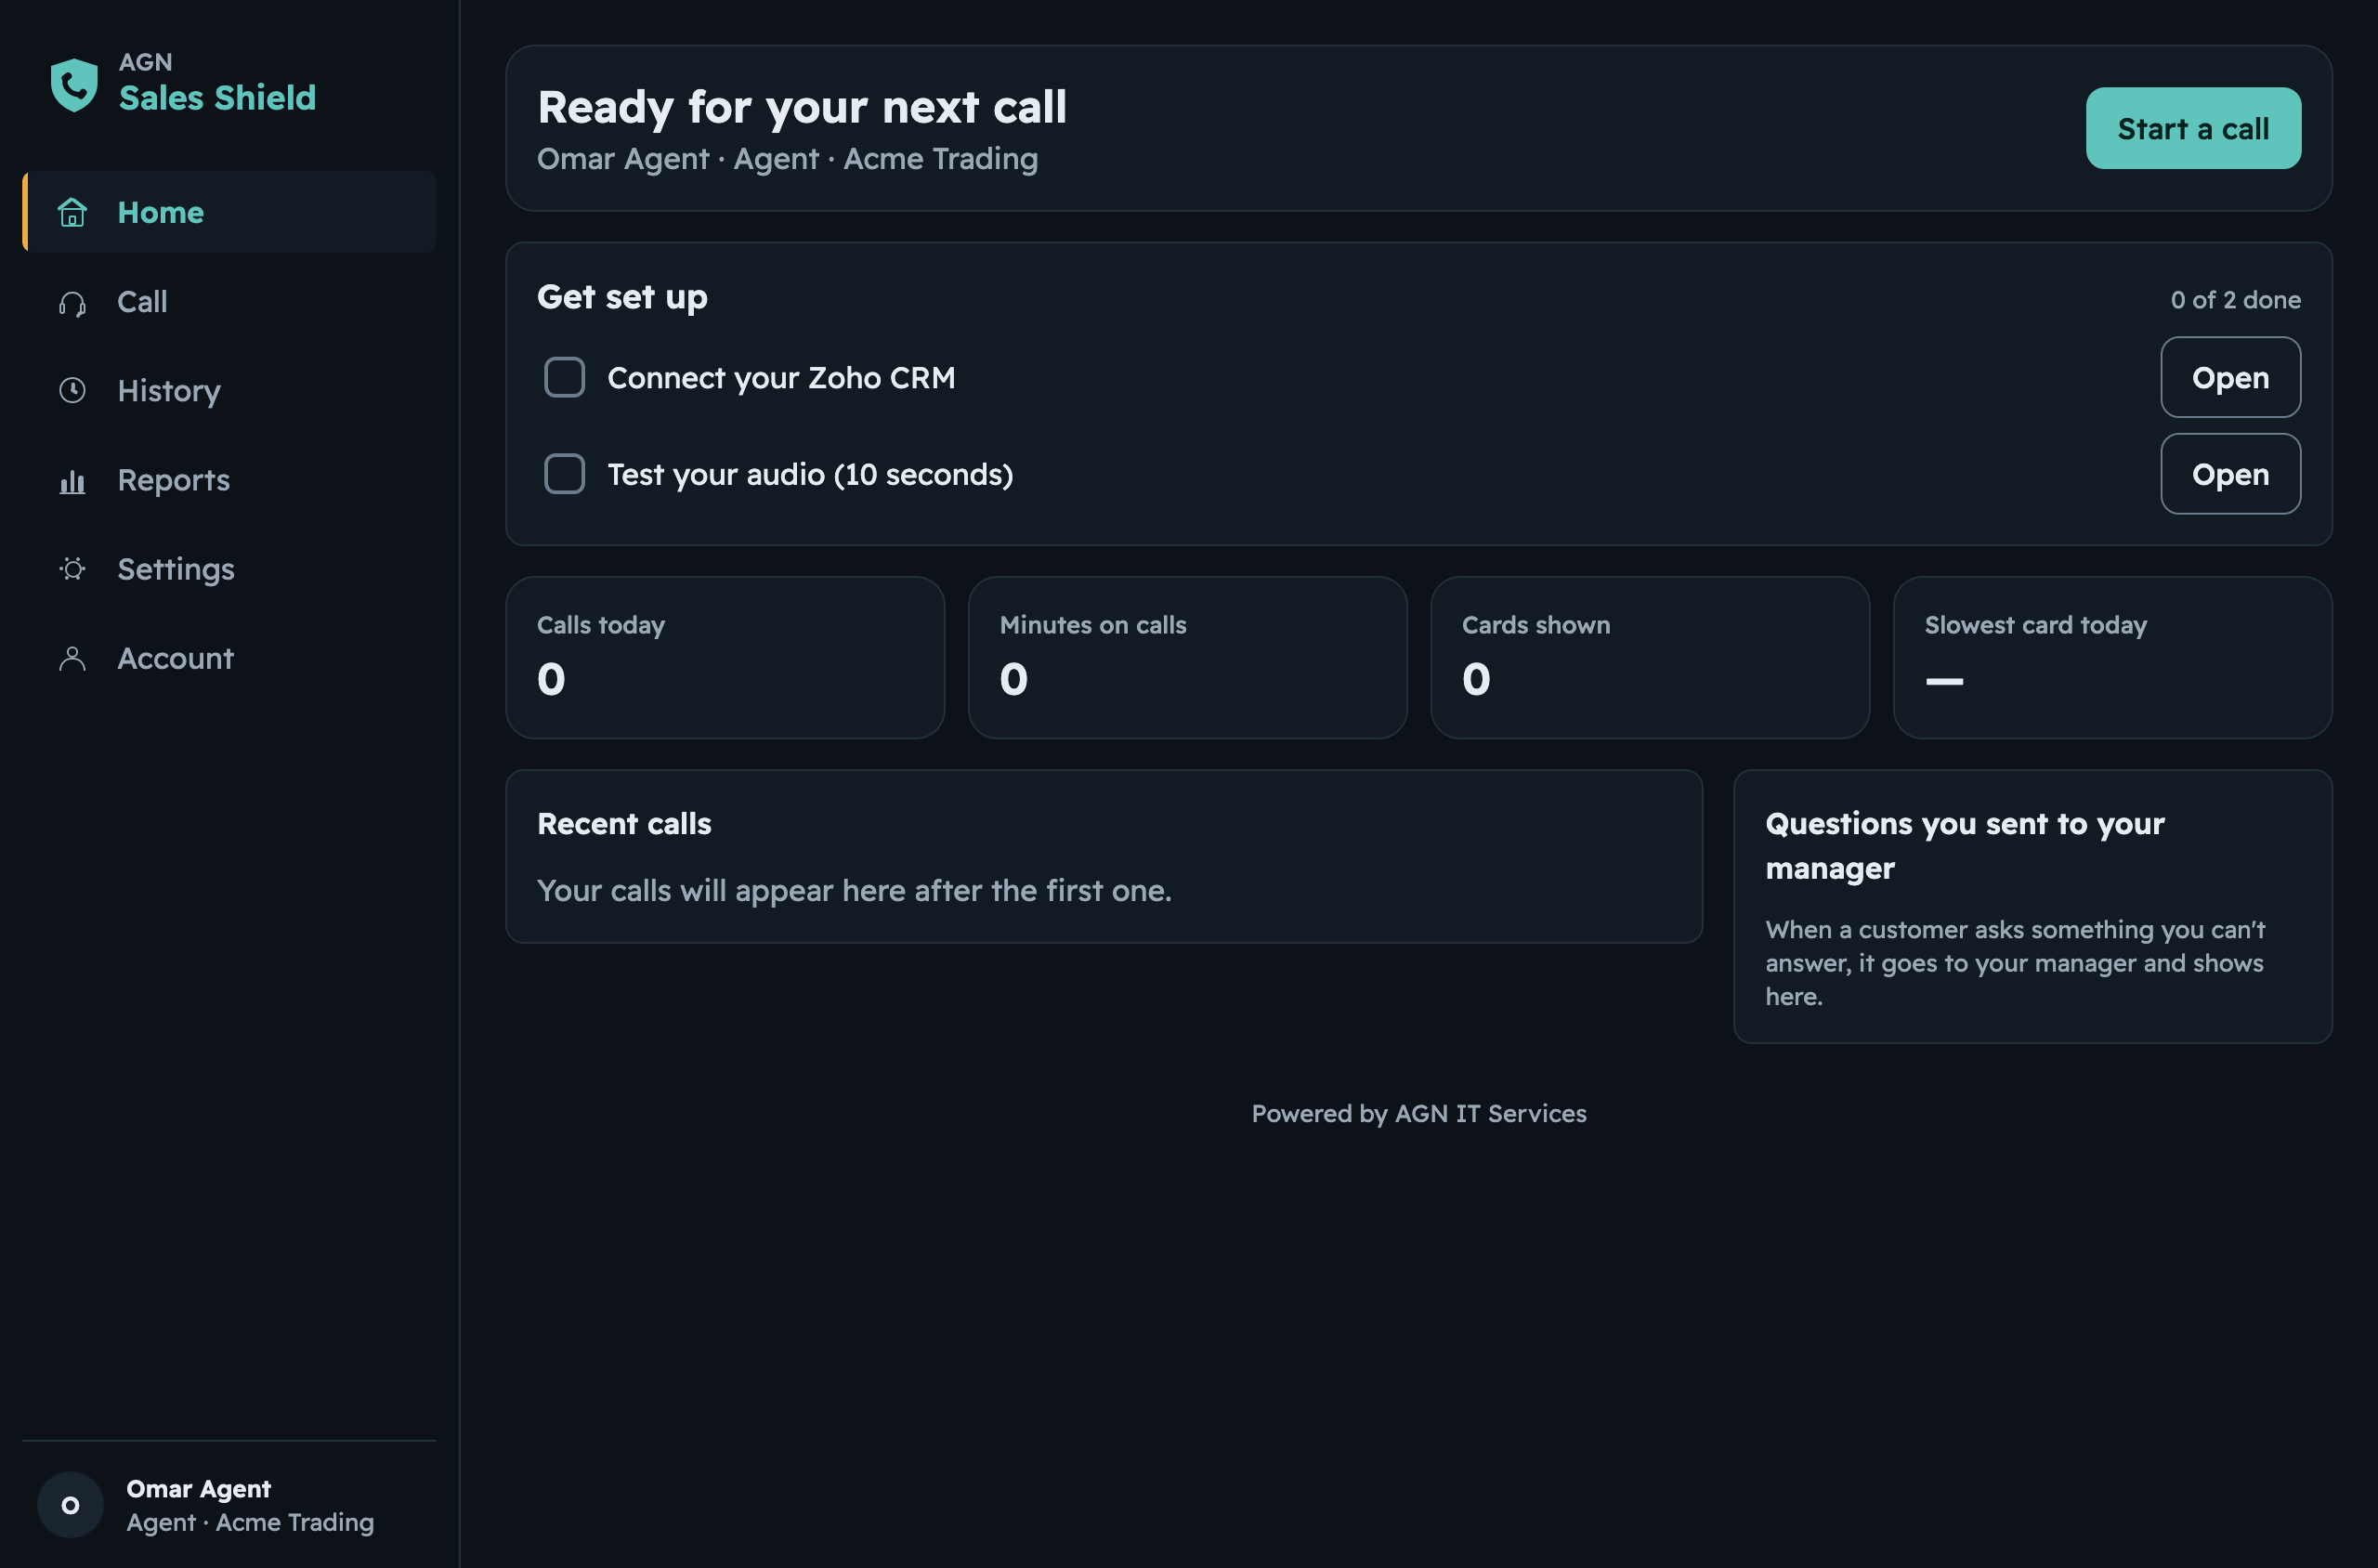 AGN
Sales Shield
Home
Call
History
Reports
Settings
Account
Omar Agent
Agent · Acme Trading
O
Ready for your next call
Omar Agent · Agent · Acme Trading
Start a call
Get set up
0 of 2 done
Connect your Zoho CRM
Open
Test your audio (10 seconds)
Open
Calls today
0
Minutes on calls
0
Cards shown
0
Slowest card today
—
Recent calls
Your calls will appear here after the first one.
Questions you sent to your
manager
When a customer asks something you can't
answer, it goes to your manager and shows
here.
Powered by AGN IT Services